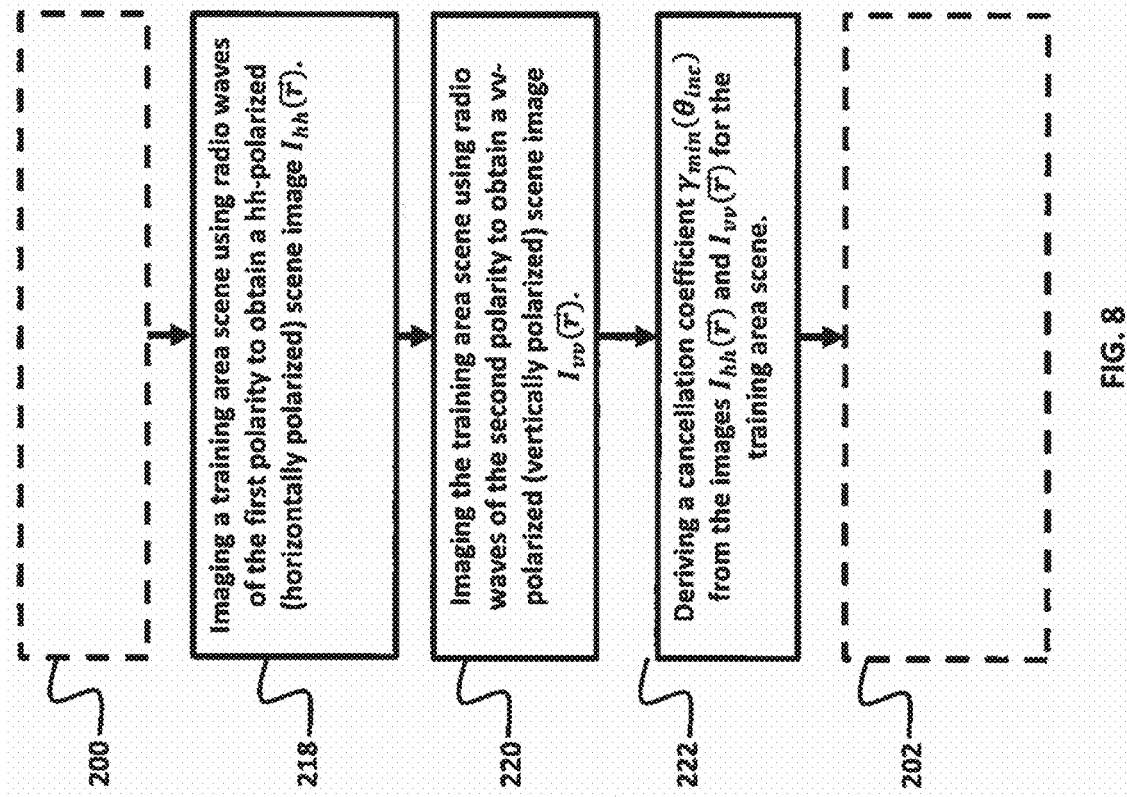 200
218
Imaging a training area scene using radio waves
of the first polarity to obtain a hh-polarized
(horizontally polarized) scene image I_hh(r̅).
220
Imaging the training area scene using radio
waves of the second polarity to obtain a vv-
polarized (vertically polarized) scene image
I_vv(r̅).
222
Deriving a cancellation coefficient γ_min(θ_inc)
from the images I_hh(r̅) and I_vv(r̅) for the
training area scene.
202
FIG. 8